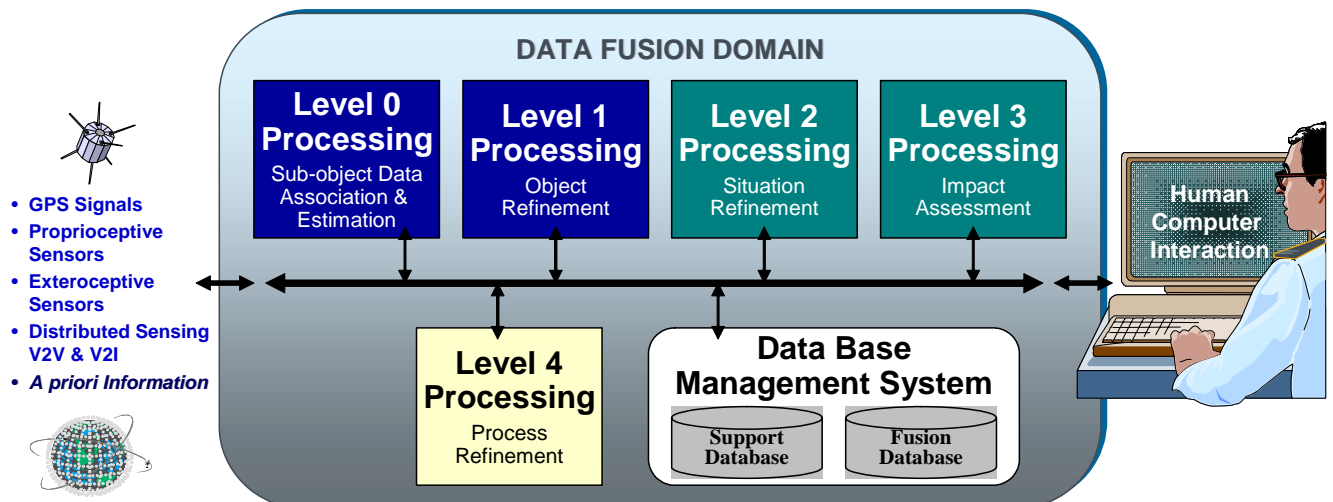 DATA FUSION DOMAIN
Level 0
Processing
Sub-object Data
Association &
Estimation
Level 1
Processing
Object
Refinement
Level 2
Processing
Situation
Refinement
Level 3
Processing
Impact
Assessment
• GPS Signals
• Proprioceptive
Sensors
• Exteroceptive
Sensors
• Distributed Sensing
V2V & V2I
• A priori Information
Human
Computer
Interaction
Level 4
Processing
Process
Refinement
Data Base
Management System
Support
Database
Fusion
Database